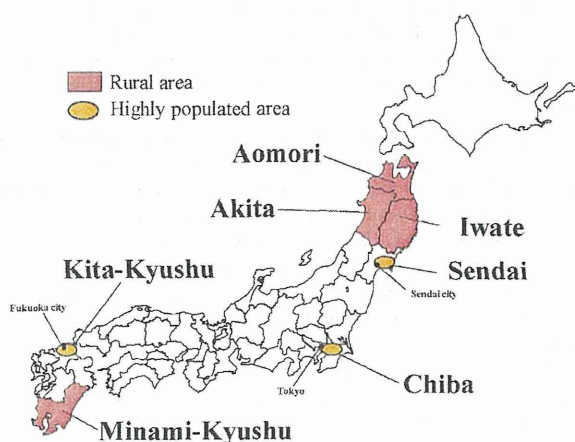 Rural area
Highly populated area
Aomori
Akita
Iwate
Kita-Kyushu
Sendai
Fukuoka city
Sendai city
Tokyo
Chiba
Minami-Kyushu